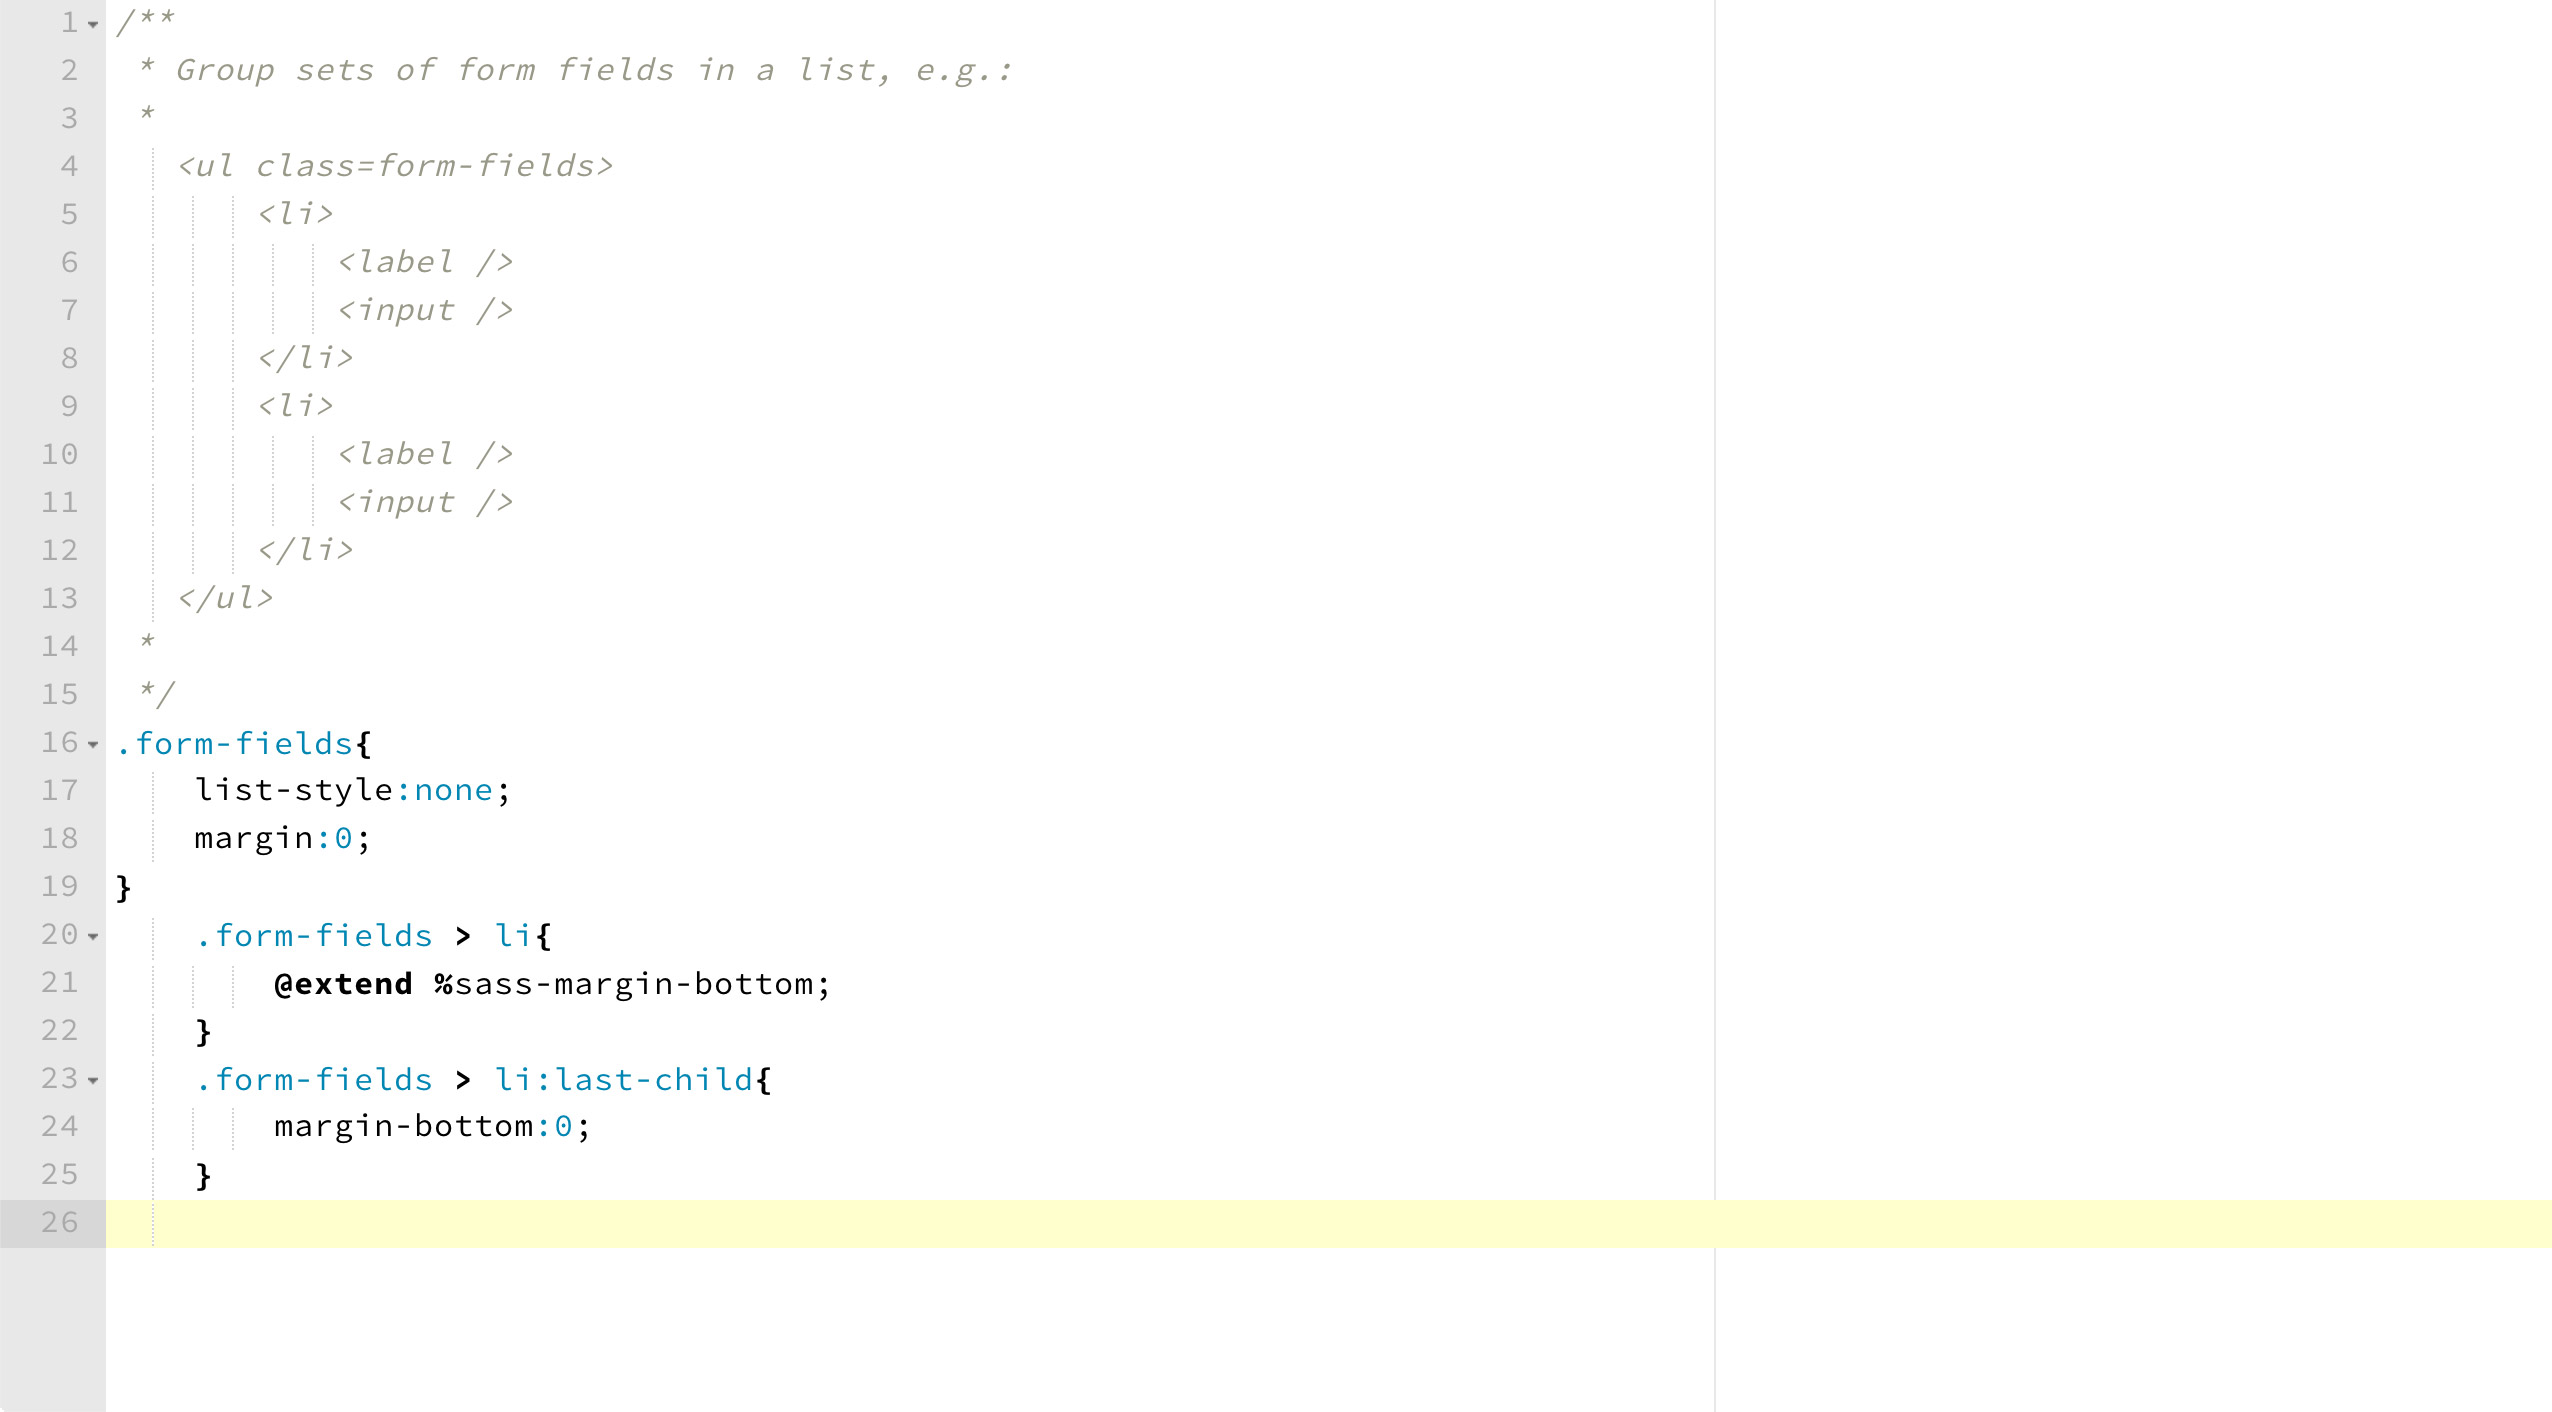 1 /**
2  * Group sets of form fields in a list, e.g.:
3  *
4    <ul class=form-fields>
5        <li>
6            <label />
7            <input />
8        </li>
9        <li>
10            <label />
11            <input />
12        </li>
13    </ul>
14  *
15  */
16 .form-fields{
17     list-style:none;
18     margin:0;
19 }
20     .form-fields > li{
21         @extend %sass-margin-bottom;
22     }
23     .form-fields > li:last-child{
24         margin-bottom:0;
25     }
26